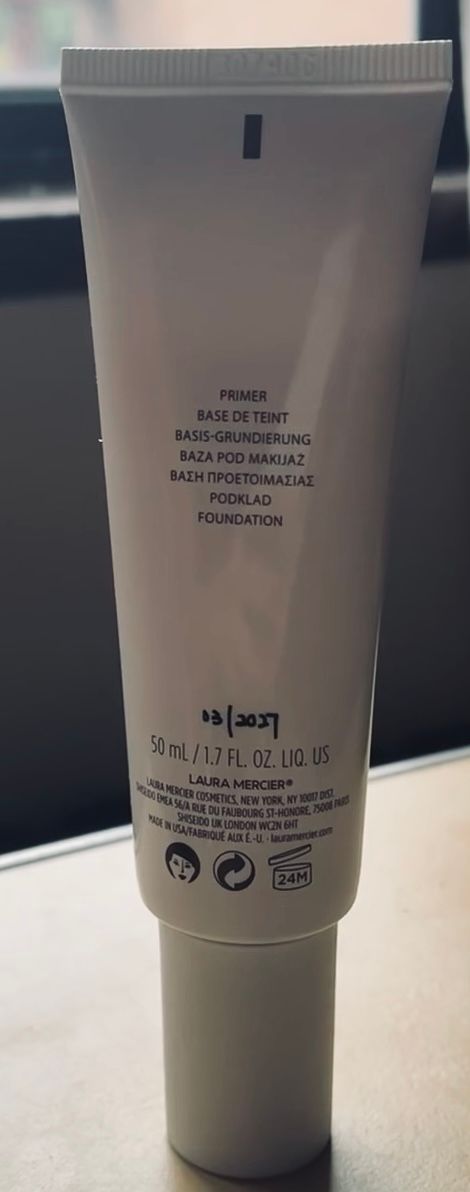 PRIMER
BASE DE TEINT
BASIS-GRUNDIERUNG
BAZA POD MAKIJAŻ
ΒΑΣΗ ΠΡΟΕΤΟΙΜΑΣΙΑΣ
PODKLAD
FOUNDATION
03/2027
50 mL / 1.7 FL. OZ. LIQ. US
LAURA MERCIER®
LAURA MERCIER COSMETICS, NEW YORK, NY 10017 DIST.
SHISEIDO EMEA 56/A RUE DU FAUBOURG ST-HONORE, 75008 PARIS
SHISEIDO UK LONDON WC2N 6HT
MADE IN USA/FABRIQUÉ AUX É.-U. · lauramercier.com
24M